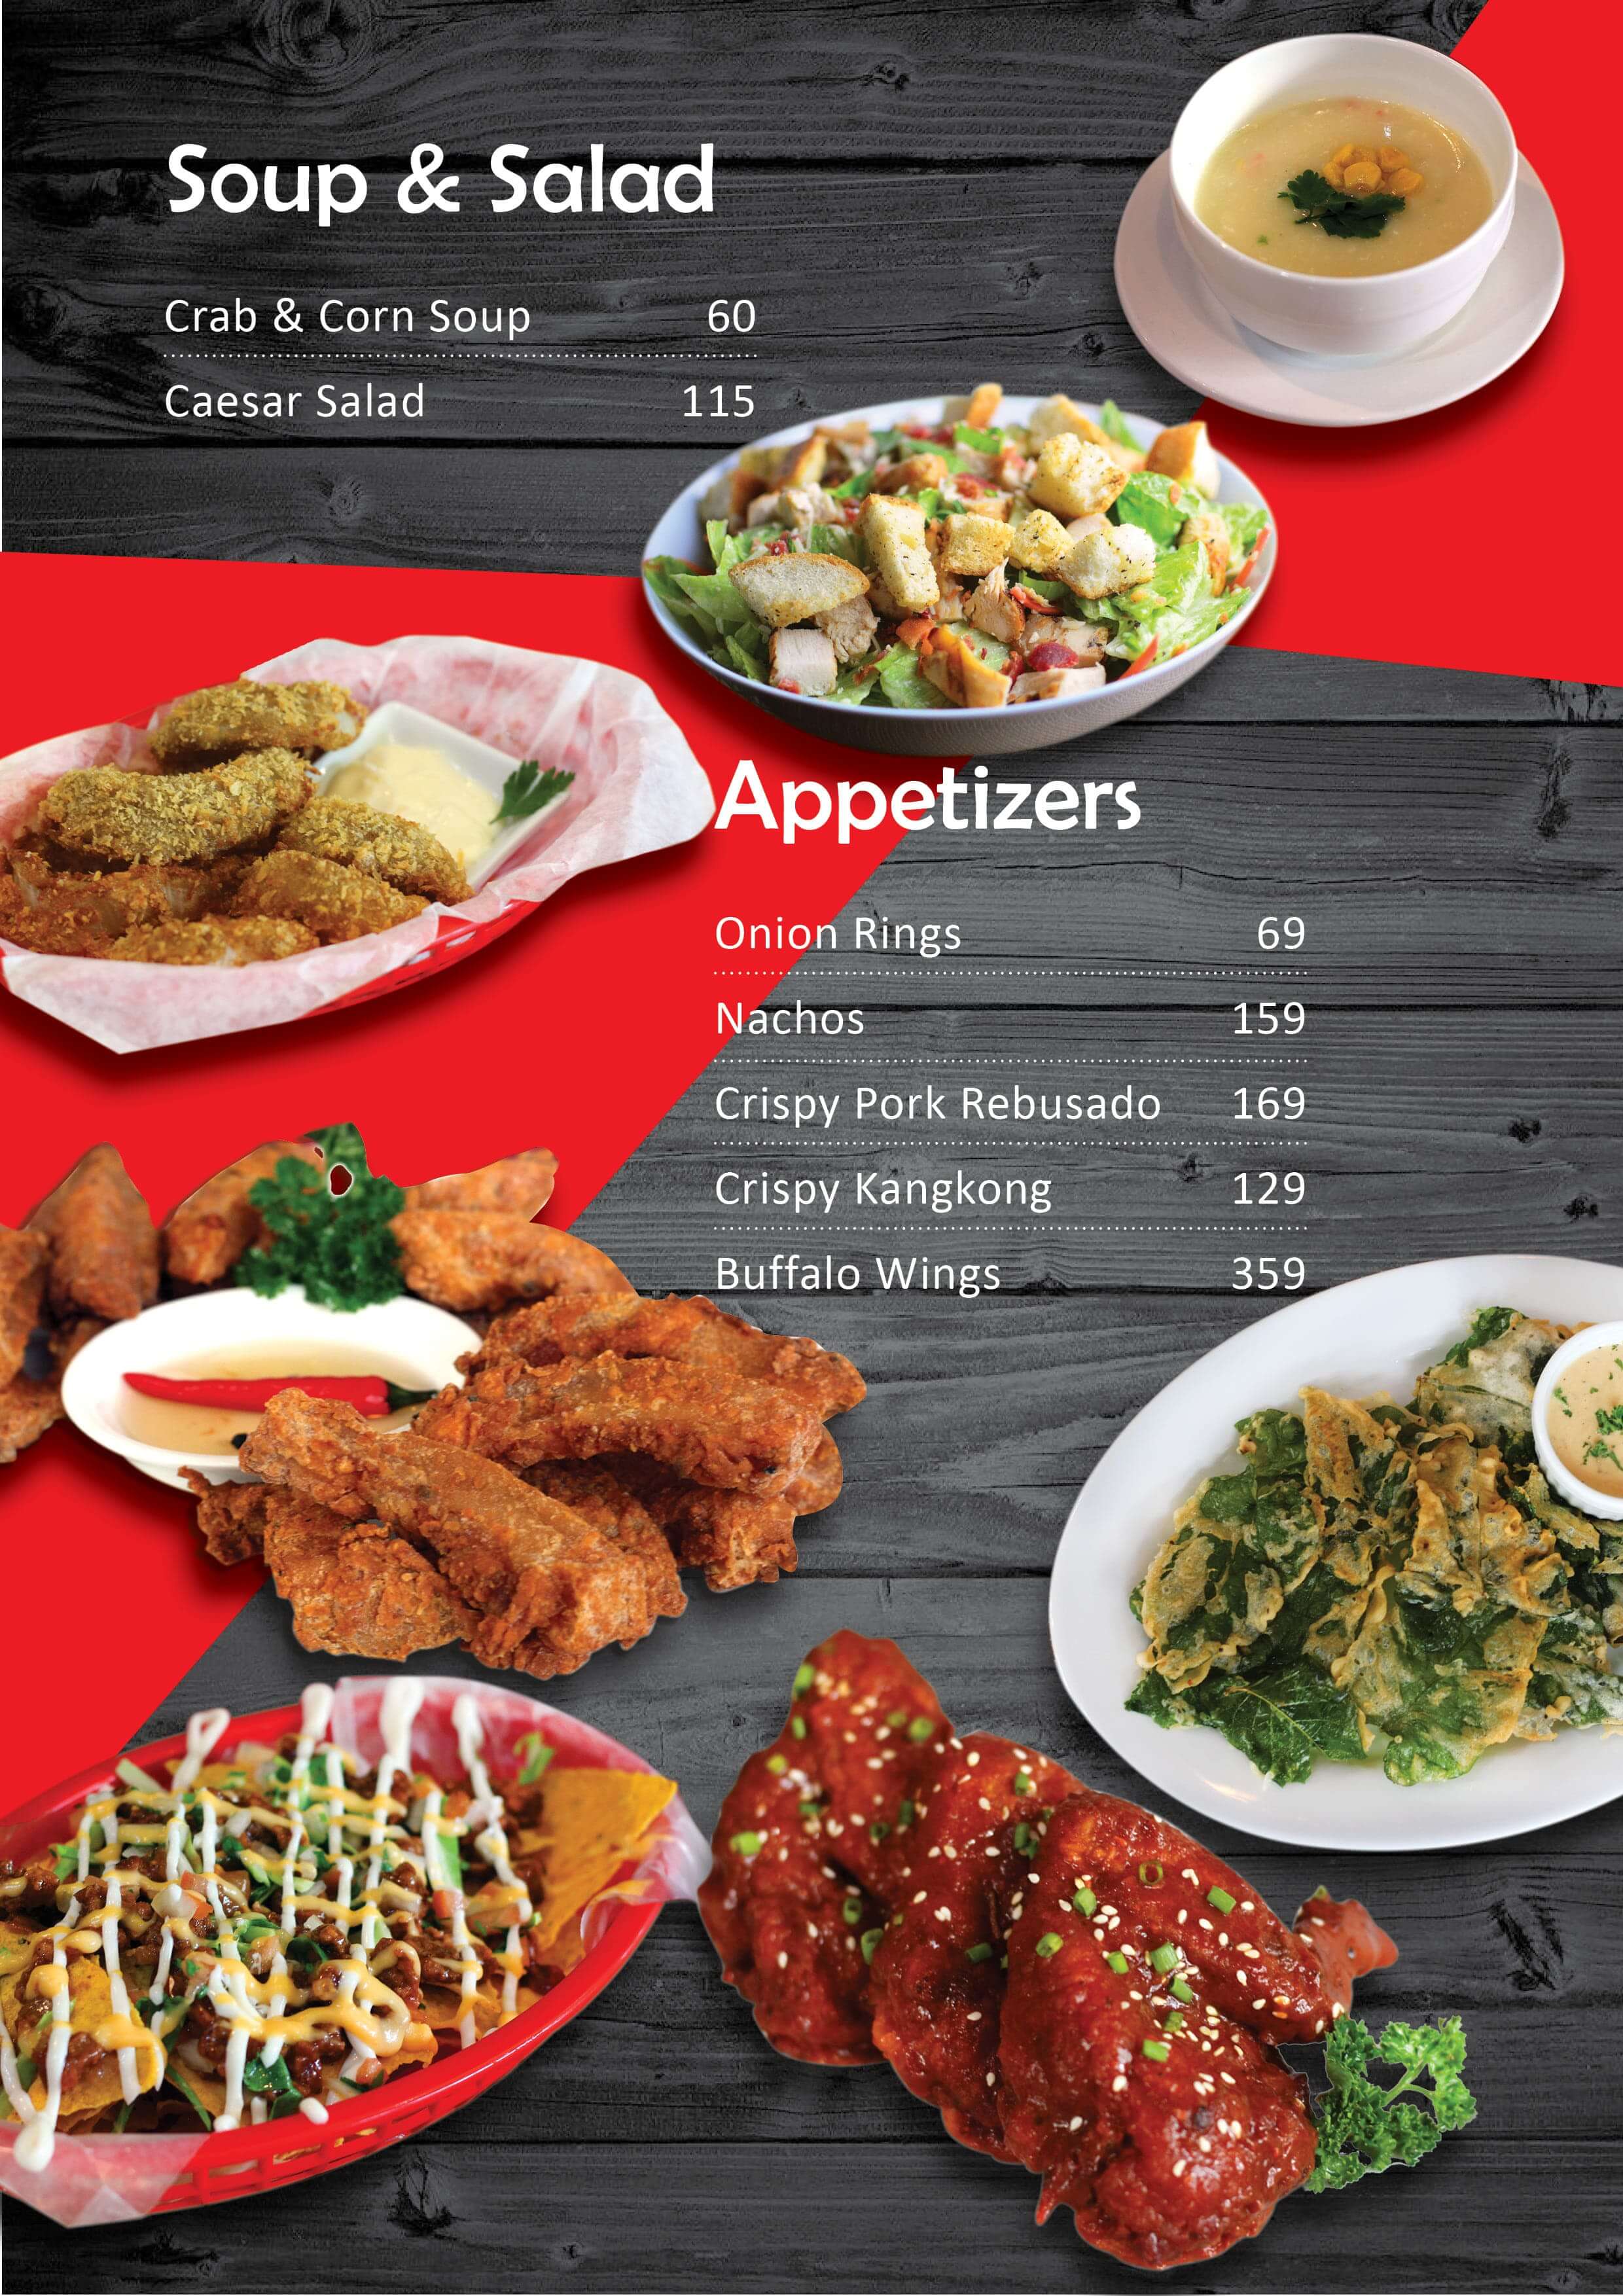 Soup & Salad
Crab & Corn Soup 60
Caesar Salad 115
Appetizers
Onion Rings 69
Nachos 159
Crispy Pork Rebusado 169
Crispy Kangkong 129
Buffalo Wings 359